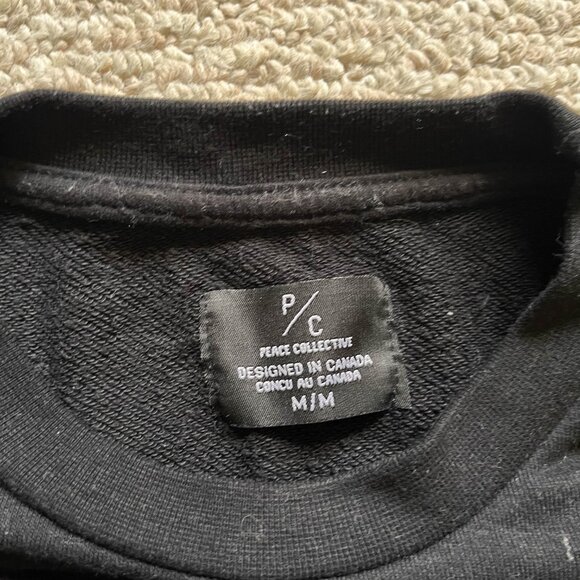 P/C
PEACE COLLECTIVE
DESIGNED IN CANADA
CONCU AU CANADA
M/M